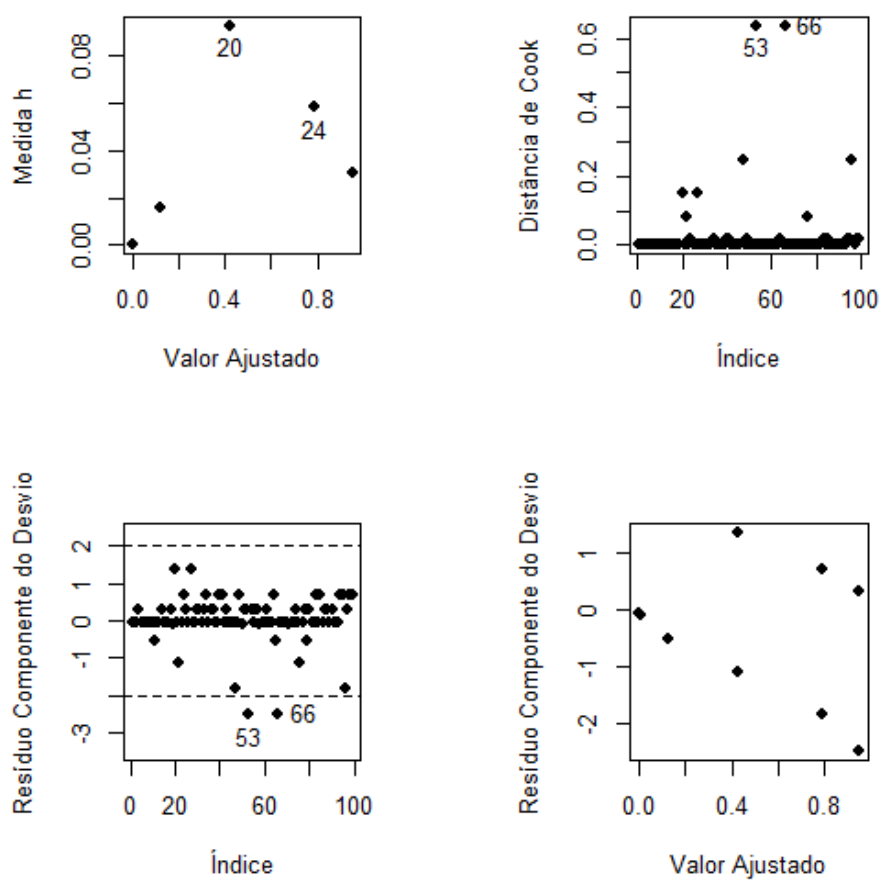 Medida h
0.00 0.04 0.08
20
24
0.0 0.4 0.8
Valor Ajustado
Distância de Cook
0.0 0.2 0.4 0.6
53 66
0 20 60 100
Índice
Resíduo Componente do Desvio
-3 -1 0 1 2
53 66
0 20 60 100
Índice
Resíduo Componente do Desvio
-2 -1 0 1
0.0 0.4 0.8
Valor Ajustado